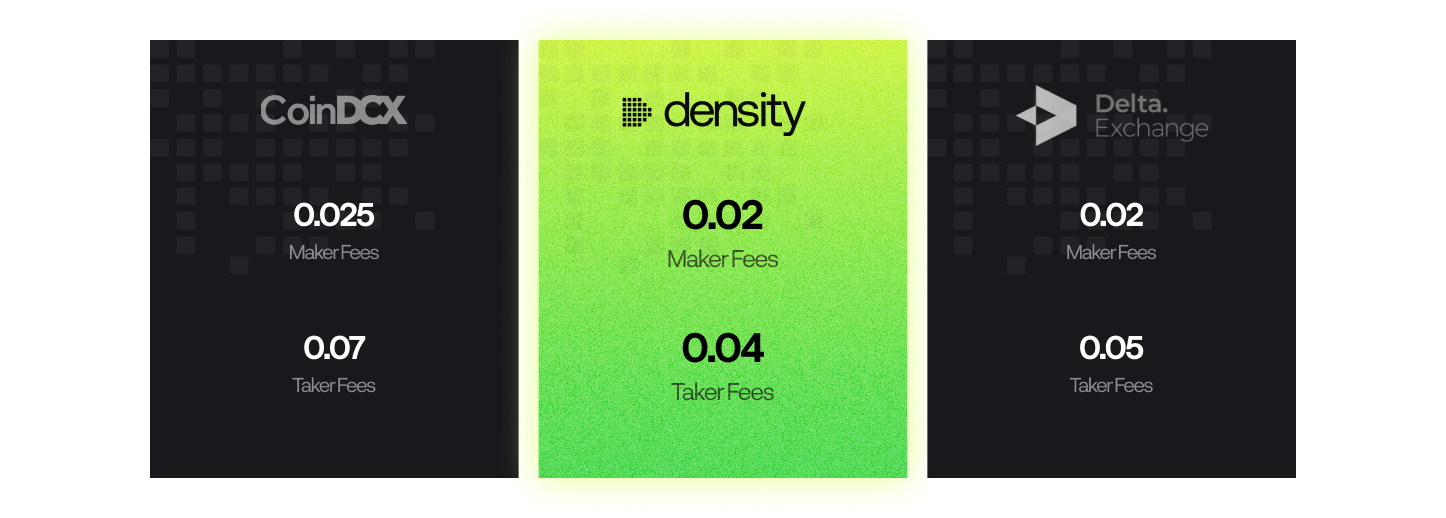 CoinDCX
0.025
Maker Fees
0.07
Taker Fees
density
0.02
Maker Fees
0.04
Taker Fees
Delta.
Exchange
0.02
Maker Fees
0.05
Taker Fees